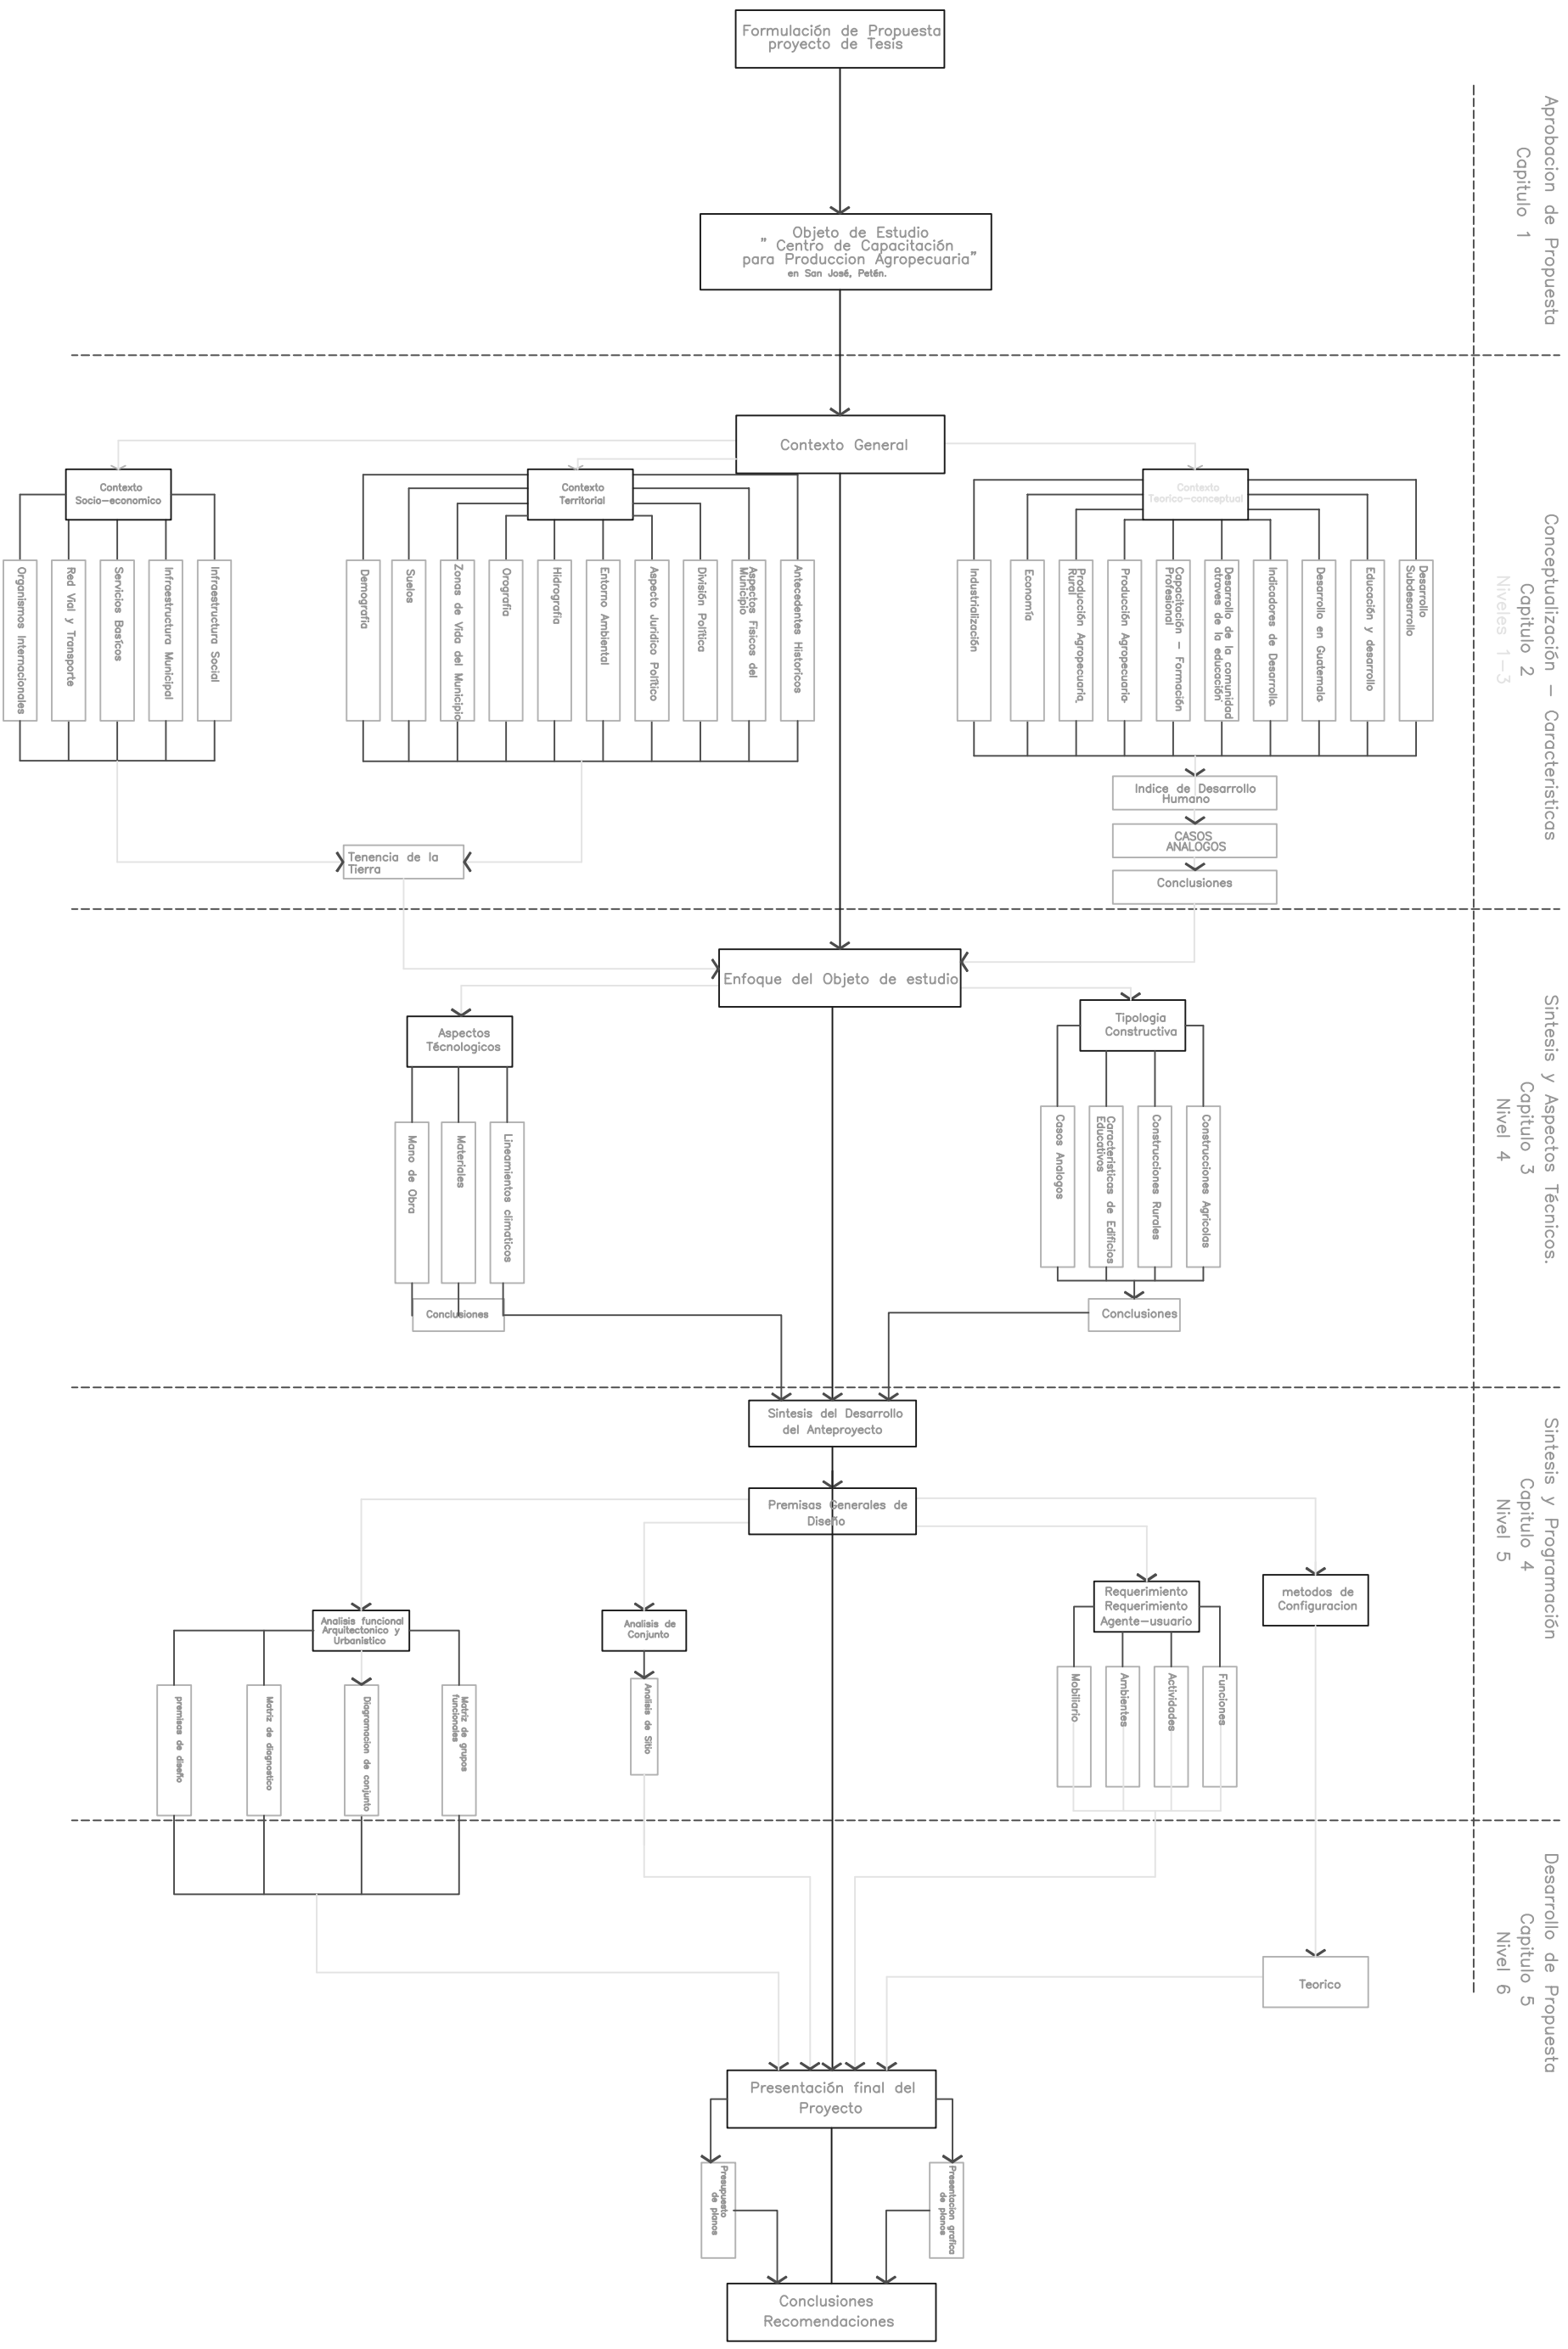 Formulación de Propuesta
proyecto de Tesis
Aprobacion de Propuesta
Capitulo 1
Objeto de Estudio
" Centro de Capacitación
para Produccion Agropecuaria"
en San José, Petén.
Contexto General
Conceptualización – Caracteristicas
Capitulo 2
Niveles 1–3
Contexto
Socio–economico
Contexto
Territorial
Contexto
Teorico–conceptual
Organismos Internacionales
Red Vial y Transporte
Servicios Basícos
Infraestructura Municipal
Infraestructura Social
Demografía
Suelos
Zonas de Vida del Municipio
Orografía
Hidrografía
Entorno Ambiental
Aspecto Jurídico Político
División Política
Aspectos Fisicos del
Municipio
Antecedentes Historicos
Industrialización
Economía
Producción Agropecuaria
Rural
Producción Agropecuaria
Capacitación – Formación
Profesional
Desarrollo de la comunidad
atraves de la educación
Indicadores de Desarrollo
Desarrollo en Guatemala
Educación y desarrollo
Desarrollo
Subdesarrollo
Indice de Desarrollo
Humano
CASOS
ANALOGOS
Conclusiones
Tenencia de la
Tierra
Enfoque del Objeto de estudio
Sintesis y Aspectos Técnicos.
Capitulo 3
Nivel 4
Aspectos
Técnologicos
Tipologia
Constructiva
Mano de Obra
Materiales
Lineamientos climaticos
Casos Analogos
Caracteristicas de Edificios
Educativos
Construcciones Rurales
Construcciones Agricolas
Conclusiones
Conclusiones
Sintesis del Desarrollo
del Anteproyecto
Sintesis y Programación
Capitulo 4
Nivel 5
Premisas Generales de
Diseño
Analisis funcional
Arquitectonico y
Urbanistico
Analisis de
Conjunto
Requerimiento
Requerimiento
Agente–usuario
metodos de
Configuracion
premisas de diseño
Matriz de diagnostico
Diagramacion de conjunto
Matriz de grupos
funcionales
Analisis de Sitio
Mobiliario
Ambientes
Actividades
Funciones
Desarrollo de Propuesta
Capitulo 5
Nivel 6
Teorico
Presentación final del
Proyecto
Presupuesto
de planos
Presentacion grafica
de planos
Conclusiones
Recomendaciones